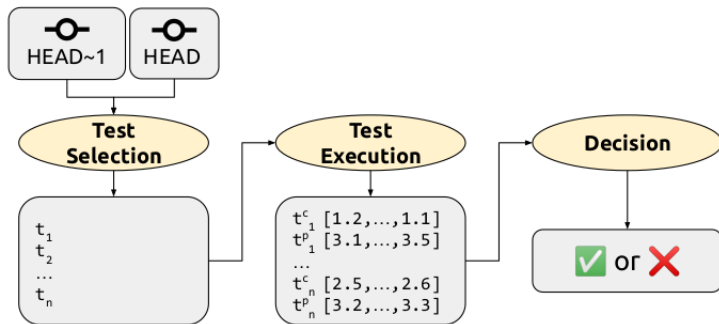 HEAD~1
HEAD
Test
Selection
Test
Execution
Decision
t₁
t₂
...
tₙ
tᶜ₁ [1.2,...,1.1]
tᵖ₁ [3.1,...,3.5]
...
tᶜₙ [2.5,...,2.6]
tᵖₙ [3.2,...,3.3]
✅ or ❌